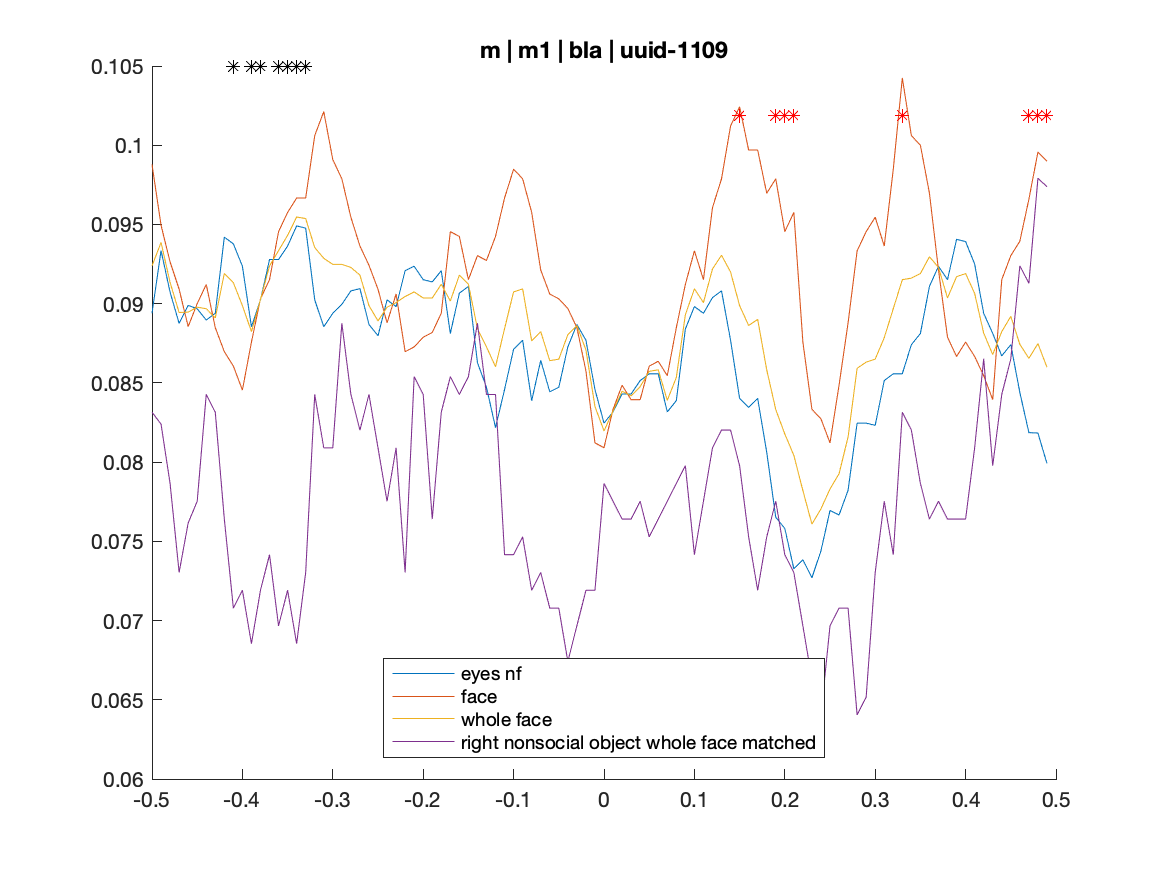 m | m1 | bla | uuid-1109
0.105
0.1
0.095
0.09
0.085
0.08
0.075
0.07
0.065
0.06
eyes nf
face
whole face
right nonsocial object whole face matched
-0.5 -0.4 -0.3 -0.2 -0.1 0 0.1 0.2 0.3 0.4 0.5